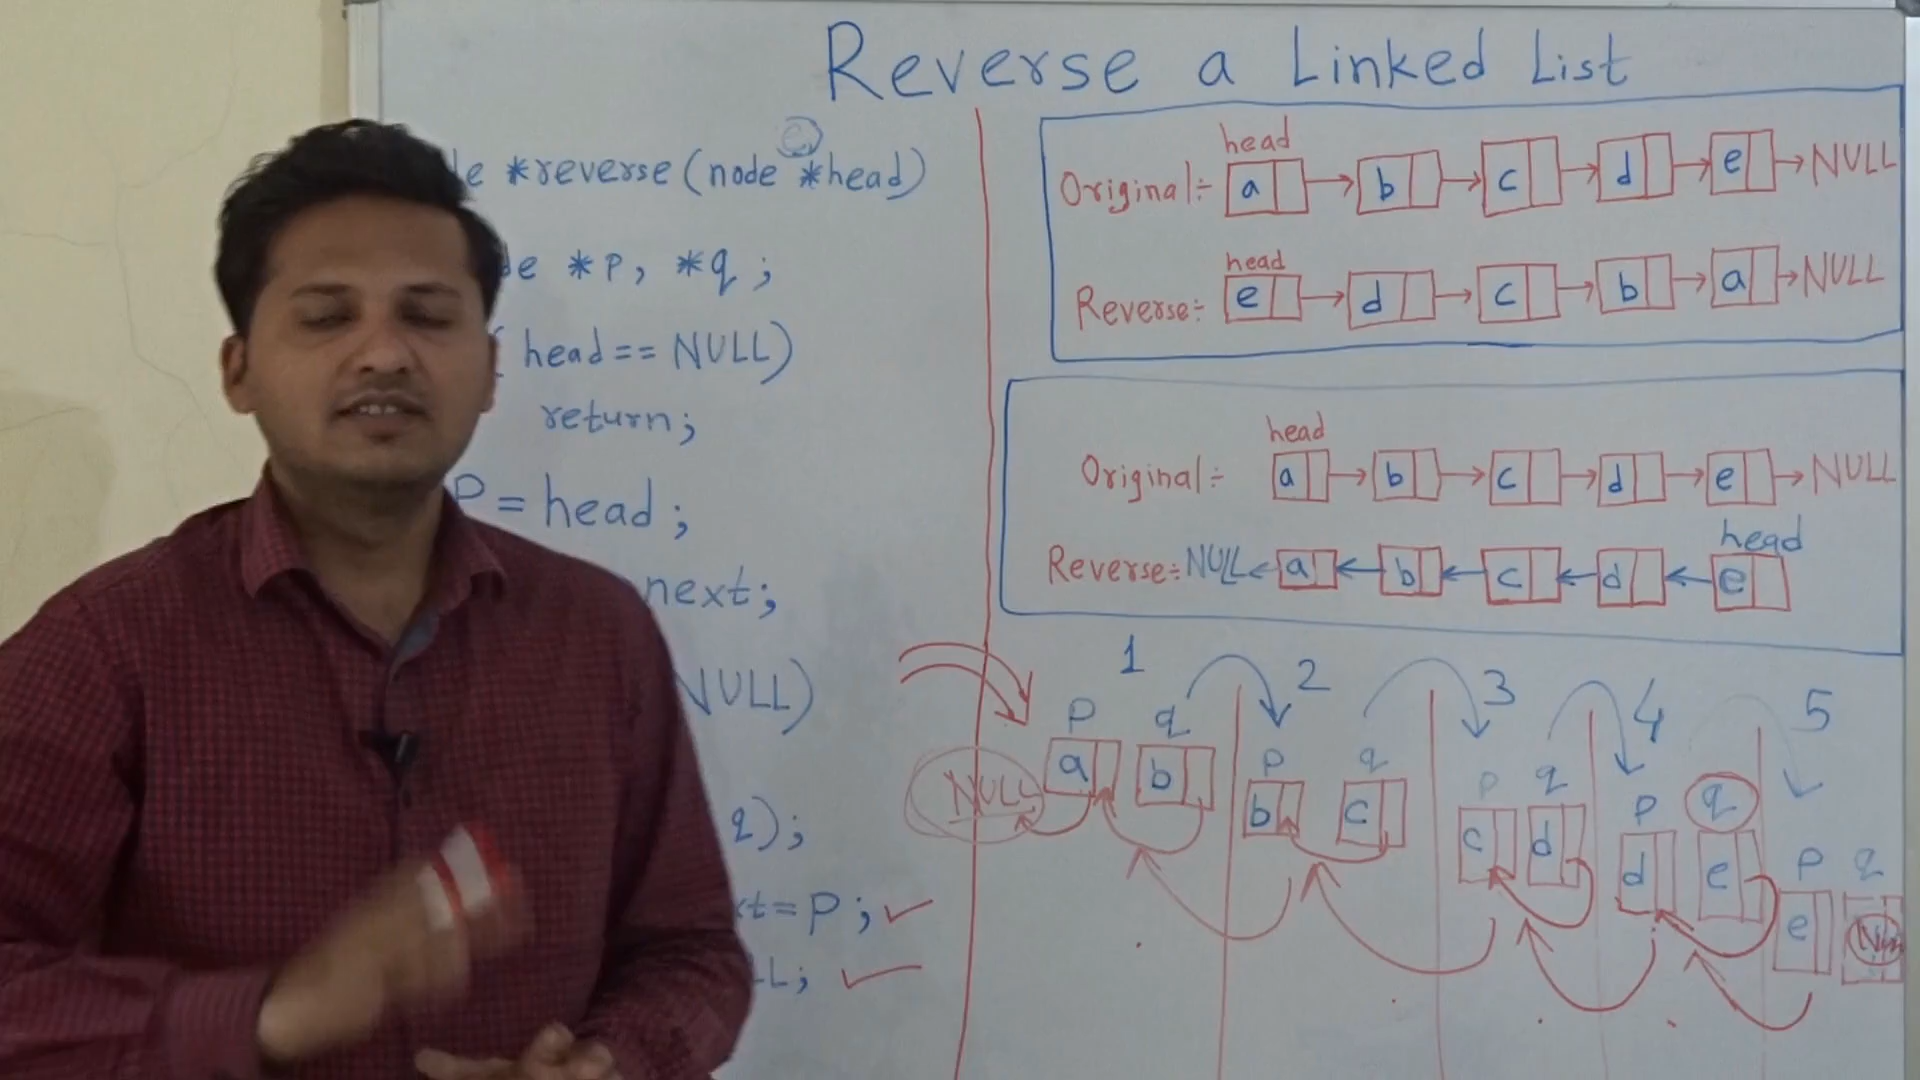 Reverse a Linked List
e
*reverse(node *head)
*p, *q;
head == NULL)
return;
P = head;
next;
NULL)
q);
=P;
L;
head
Original:- a b c d e NULL
head
Reverse:- e d c b a NULL
head
Original:- a b c d e NULL
head
Reverse:- NULL a b c d e
1 2 3 4 5
P q P q P q P q P q
NULL a b b c c d d e e